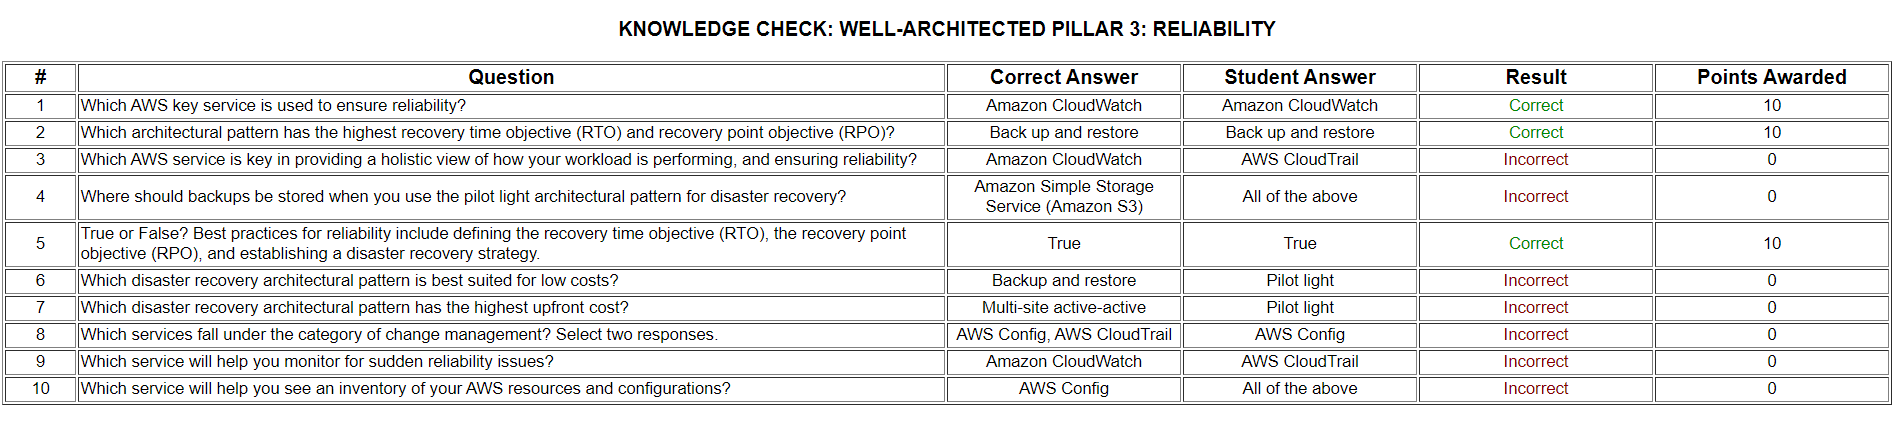 KNOWLEDGE CHECK: WELL-ARCHITECTED PILLAR 3: RELIABILITY
# Question Correct Answer Student Answer Result Points Awarded
1 Which AWS key service is used to ensure reliability? Amazon CloudWatch Amazon CloudWatch Correct 10
2 Which architectural pattern has the highest recovery time objective (RTO) and recovery point objective (RPO)? Back up and restore Back up and restore Correct 10
3 Which AWS service is key in providing a holistic view of how your workload is performing, and ensuring reliability? Amazon CloudWatch AWS CloudTrail Incorrect 0
4 Where should backups be stored when you use the pilot light architectural pattern for disaster recovery? Amazon Simple Storage
Service (Amazon S3) All of the above Incorrect 0
5 True or False? Best practices for reliability include defining the recovery time objective (RTO), the recovery point
objective (RPO), and establishing a disaster recovery strategy. True True Correct 10
6 Which disaster recovery architectural pattern is best suited for low costs? Backup and restore Pilot light Incorrect 0
7 Which disaster recovery architectural pattern has the highest upfront cost? Multi-site active-active Pilot light Incorrect 0
8 Which services fall under the category of change management? Select two responses. AWS Config, AWS CloudTrail AWS Config Incorrect 0
9 Which service will help you monitor for sudden reliability issues? Amazon CloudWatch AWS CloudTrail Incorrect 0
10 Which service will help you see an inventory of your AWS resources and configurations? AWS Config All of the above Incorrect 0